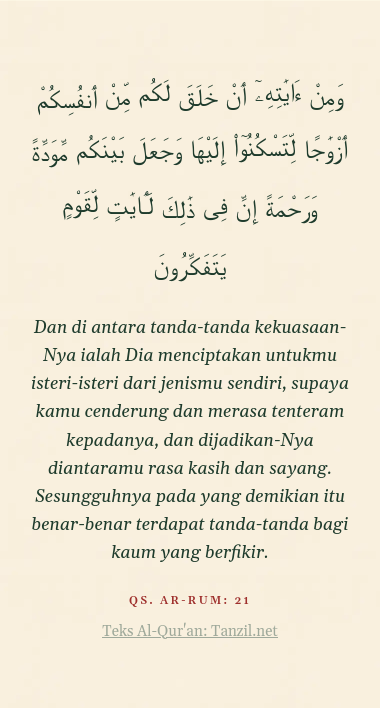 وَمِنْ ءَايَٰتِهِۦٓ أَنْ خَلَقَ لَكُم مِّنْ أَنفُسِكُمْ
أَزْوَٰجًا لِّتَسْكُنُوٓا۟ إِلَيْهَا وَجَعَلَ بَيْنَكُم مَّوَدَّةً
وَرَحْمَةً إِنَّ فِى ذَٰلِكَ لَـَٔايَٰتٍ لِّقَوْمٍ
يَتَفَكَّرُونَ
Dan di antara tanda-tanda kekuasaan-
Nya ialah Dia menciptakan untukmu
isteri-isteri dari jenismu sendiri, supaya
kamu cenderung dan merasa tenteram
kepadanya, dan dijadikan-Nya
diantaramu rasa kasih dan sayang.
Sesungguhnya pada yang demikian itu
benar-benar terdapat tanda-tanda bagi
kaum yang berfikir.
QS. AR-RUM: 21
Teks Al-Qur'an: Tanzil.net